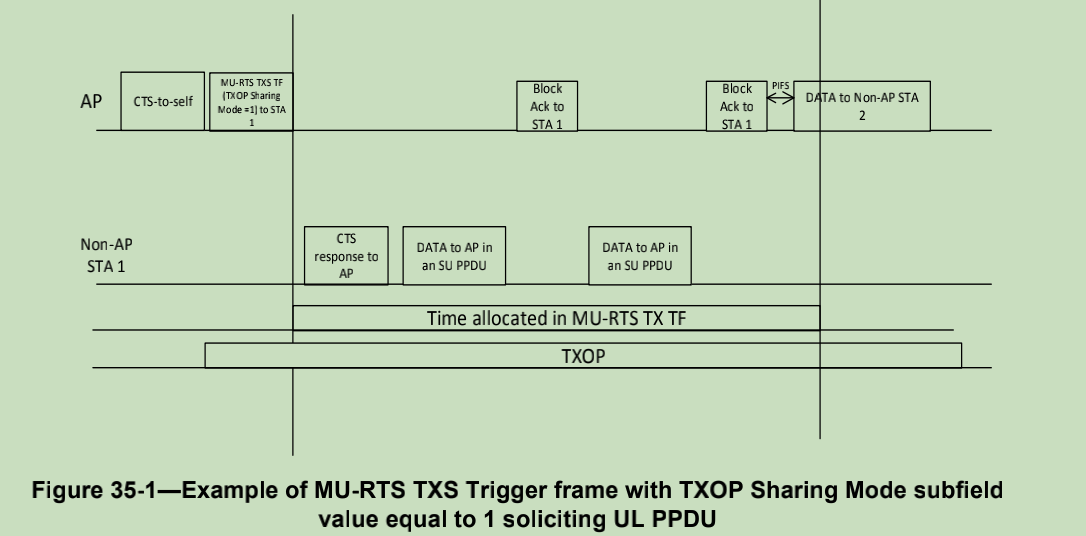 AP
CTS-to-self
MU-RTS TXS TF
(TXOP Sharing
Mode =1) to STA
1
Block
Ack to
STA 1
Block
Ack to
STA 1
PIFS
DATA to Non-AP STA
2
Non-AP
STA 1
CTS
response to
AP
DATA to AP in
an SU PPDU
DATA to AP in
an SU PPDU
Time allocated in MU-RTS TX TF
TXOP
Figure 35-1—Example of MU-RTS TXS Trigger frame with TXOP Sharing Mode subfield
value equal to 1 soliciting UL PPDU